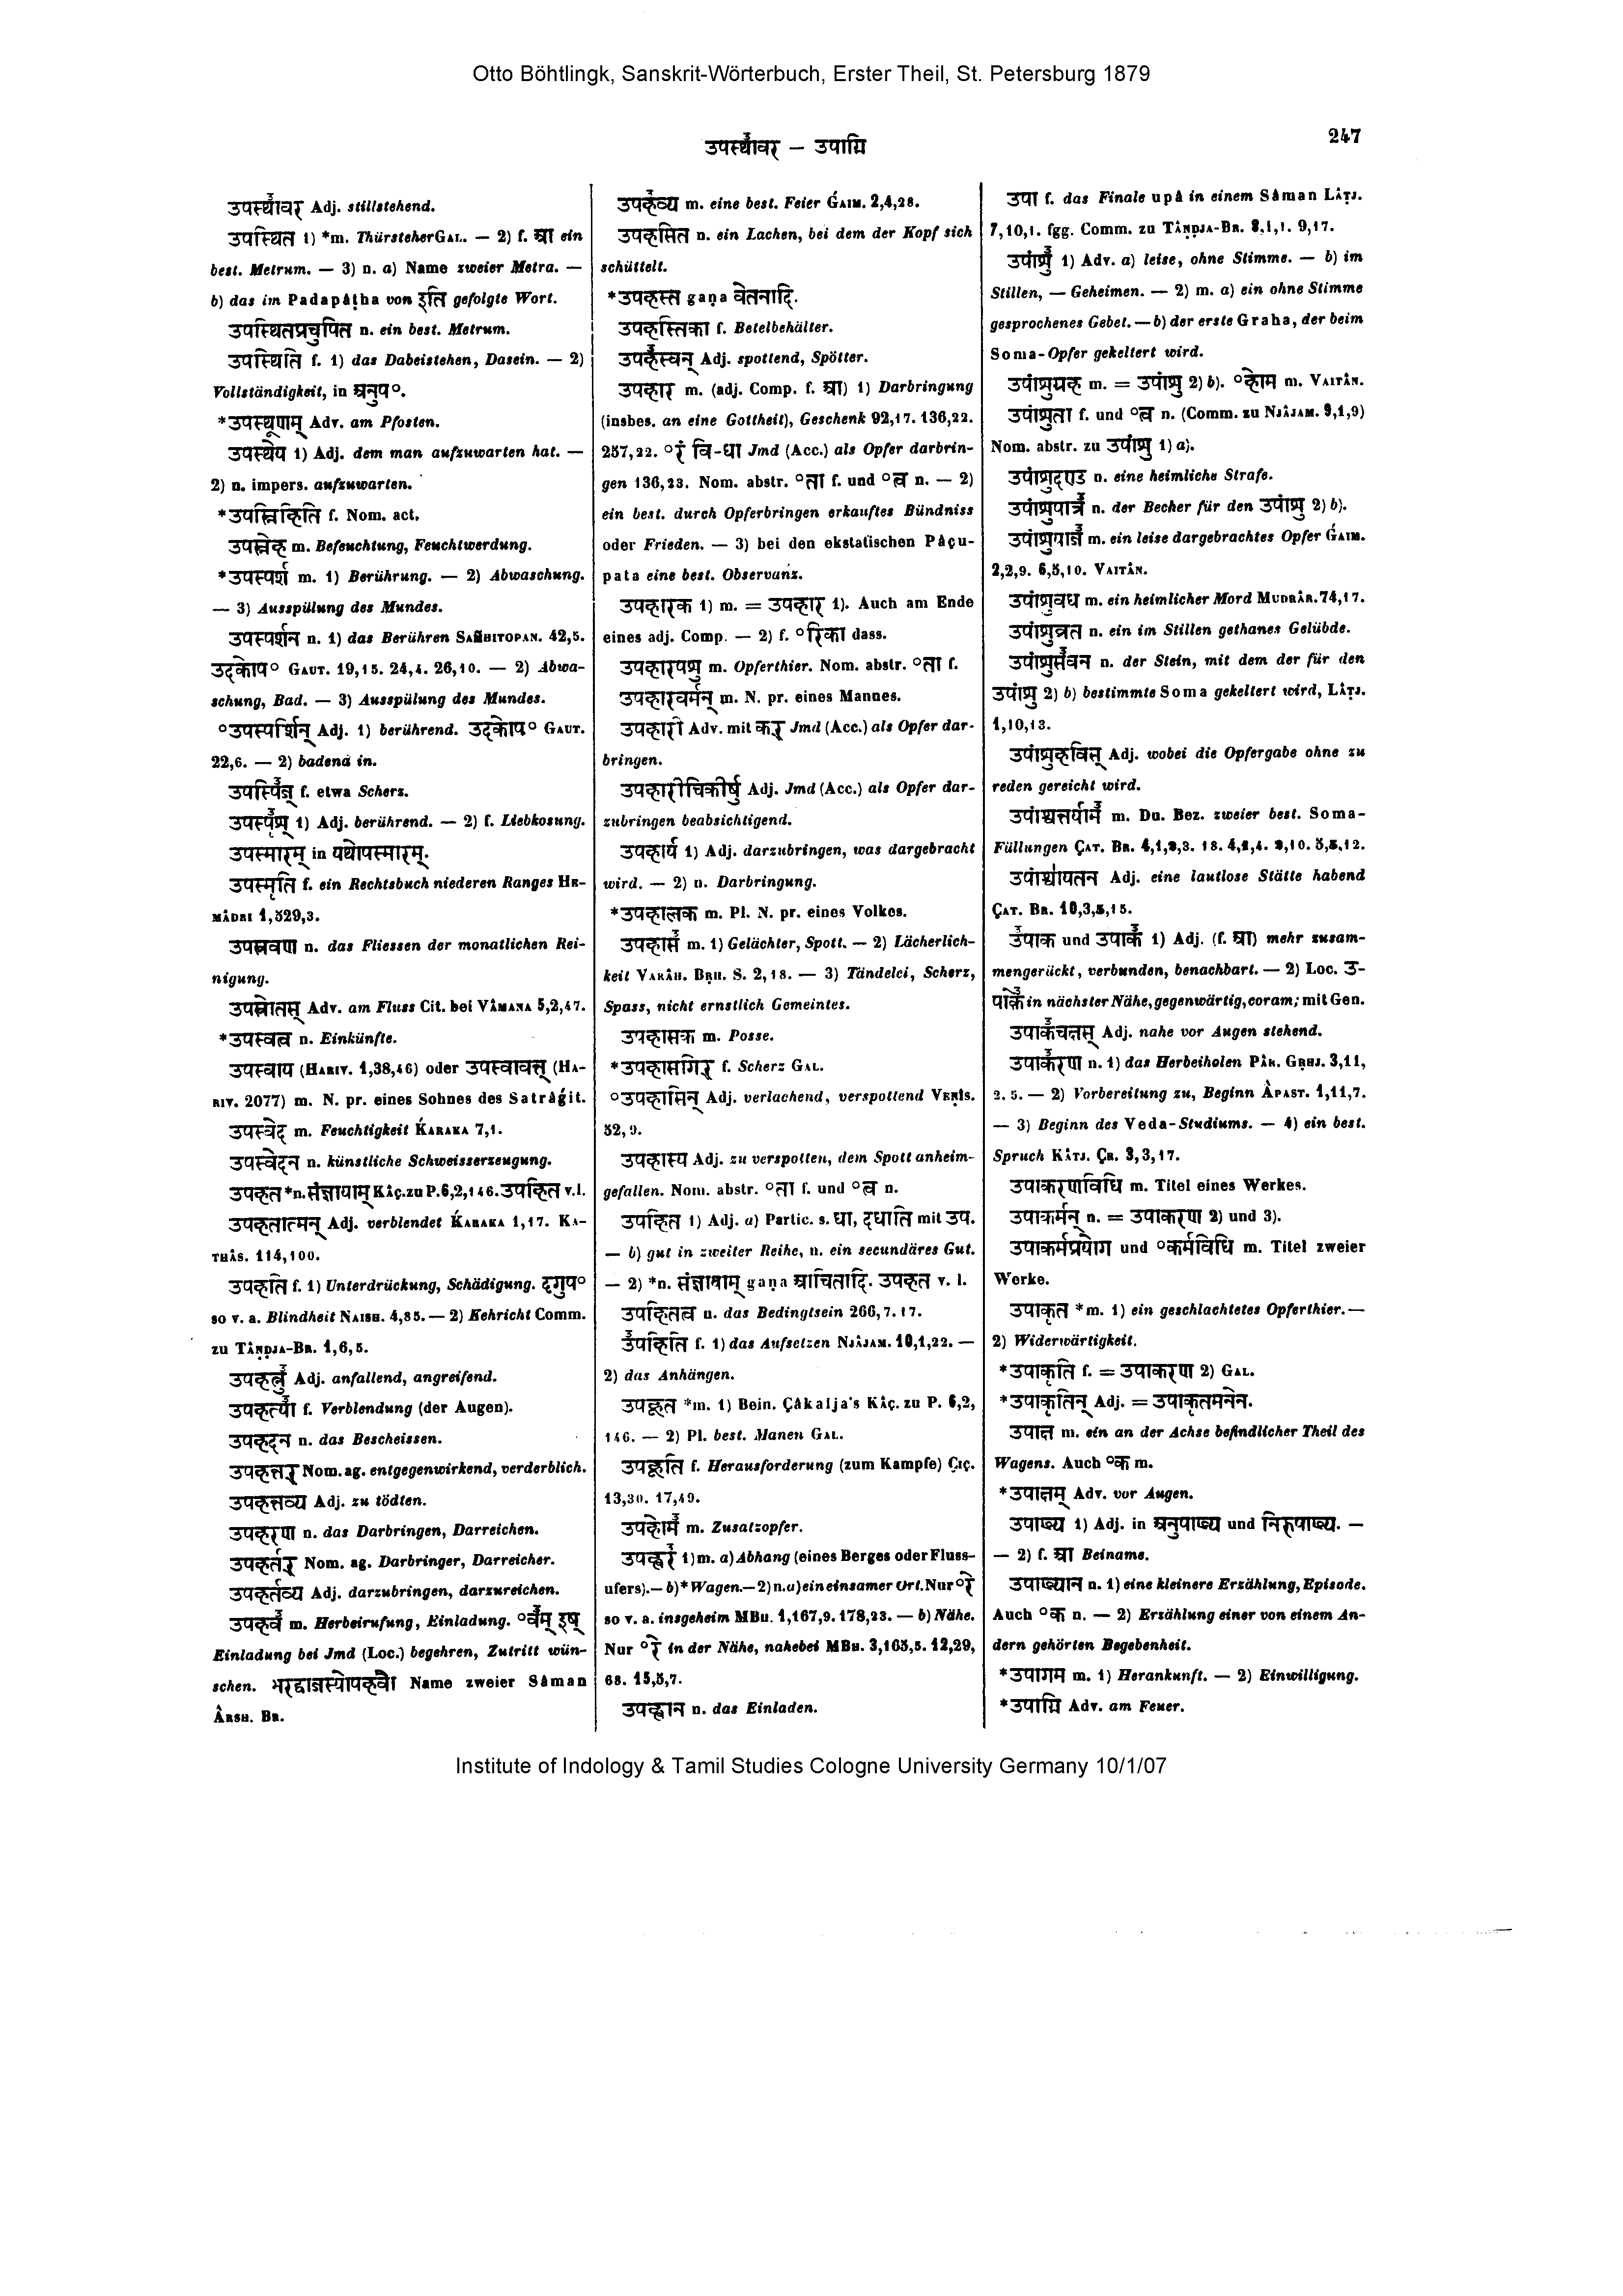 Otto Böhtlingk, Sanskrit-Wörterbuch, Erster Theil, St. Petersburg 1879
247
उपस्थावर – उपाग्नि
उपस्थावर Adj. stillstehend.
उपस्थित 1) *m. Thürsteher GAL. — 2) f. आ ein
best. Metrum. — 3) n. a) Name zweier Metra. —
b) das im Padapâṭha von इति gefolgte Wort.
उपस्थितप्रचुपित n. ein best. Metrum.
उपस्थिति f. 1) das Dabeistehen, Dasein. — 2)
Vollständigkeit, in अनुप°.
*उपस्थूणम् Adv. am Pfosten.
उपस्थेय 1) Adj. dem man aufzuwarten hat. —
2) n. impers. aufzuwarten.
*उपस्निहिति f. Nom. act.
उपस्नेह m. Befeuchtung, Feuchtwerdung.
*उपस्पर्श m. 1) Berührung. — 2) Abwaschung.
— 3) Ausspülung des Mundes.
उपस्पर्शन n. 1) das Berühren SAṀHITOPAN. 42,5.
उदकोप° GAUT. 19,15. 24,4. 26,10. — 2) Abwa-
schung, Bad. — 3) Ausspülung des Mundes.
°उपस्पर्शिन् Adj. 1) berührend. उदकोप° GAUT.
22,6. — 2) badend in.
उपस्पिज् f. etwa Scherz.
उपस्पृश् 1) Adj. berührend. — 2) f. Liebkosung.
उपस्मारम् in यथोपस्मारम्.
उपस्मृति f. ein Rechtsbuch niederen Ranges HE-
MÂDRI 1,529,3.
उपस्रवण n. das Fliessen der monatlichen Rei-
nigung.
उपस्रोतस् Adv. am Fluss Cit. bei VÂMANA 5,2,47.
*उपस्वत्व n. Einkünfte.
उपस्वाय (HARIV. 1,38,46) oder उपस्वावत् (HA-
RIV. 2077) m. N. pr. eines Sohnes des Satrâǵit.
उपस्वेद m. Feuchtigkeit ḰARAKA 7,1.
उपस्वेदन n. künstliche Schweisserzeugung.
उपहत *n. संज्ञायाम् KÂÇ. zu P. 6,2,146. उपहित v.l.
उपहतात्मन् Adj. verblendet ḰARAKA 1,17. KA-
THÂS. 114,100.
उपहति f. 1) Unterdrückung, Schädigung. दृगुप°
so v. a. Blindheit NAISH. 4,85. — 2) Kehricht Comm.
zu TÂṆḌJA-BR. 1,6,5.
उपहत्नु Adj. anfallend, angreifend.
उपहत्या f. Verblendung (der Augen).
उपहदन n. das Bescheissen.
उपहन्तर् Nom. ag. entgegenwirkend, verderblich.
उपहन्तव्य Adj. zu tödten.
उपहरण n. das Darbringen, Darreichen.
उपहर्तर् Nom. ag. Darbringer, Darreicher.
उपहर्तव्य Adj. darzubringen, darzureichen.
उपहव m. Herbeirufung, Einladung. °वम् इष्
Einladung bei Jmd (Loc.) begehren, Zutritt wün-
schen. भरद्वाजस्योपहवौ Name zweier Sâman
ÂRSH. BR.
उपहव्य m. eine best. Feier ǴAIM. 2,4,28.
उपहसित n. ein Lachen, bei dem der Kopf sich
schüttelt.
*उपहस्त gaṇa वेतनादि.
उपहस्तिका f. Betelbehälter.
उपहस्वन् Adj. spottend, Spötter.
उपहार m. (adj. Comp. f. आ) 1) Darbringung
(insbes. an eine Gottheit), Geschenk 92,17. 136,22.
257,22. °रं वि-धा Jmd (Acc.) als Opfer darbrin-
gen 136,23. Nom. abstr. °ता f. und °त्व n. — 2)
ein best. durch Opferbringen erkauftes Bündniss
oder Frieden. — 3) bei den ekstatischen Pâçu-
pata eine best. Observanz.
उपहारक 1) m. = उपहार 1). Auch am Ende
eines adj. Comp. — 2) f. °रिका dass.
उपहारपशु m. Opferthier. Nom. abstr. °ता f.
उपहारवर्मन् m. N. pr. eines Mannes.
उपहारी Adv. mit कर् Jmd (Acc.) als Opfer dar-
bringen.
उपहारीचिकीर्षु Adj. Jmd (Acc.) als Opfer dar-
zubringen beabsichtigend.
उपहार्य 1) Adj. darzubringen, was dargebracht
wird. — 2) n. Darbringung.
*उपहालक m. Pl. N. pr. eines Volkes.
उपहास m. 1) Gelächter, Spott. — 2) Lächerlich-
keit VARÂH. BṚH. S. 2,18. — 3) Tändelei, Scherz,
Spass, nicht ernstlich Gemeintes.
उपहासक m. Posse.
*उपहासगिर् f. Scherz GAL.
°उपहासिन् Adj. verlachend, verspottend VEṆÎS.
52,9.
उपहास्य Adj. zu verspotten, dem Spott anheim-
gefallen. Nom. abstr. °ता f. und °त्व n.
उपहित 1) Adj. a) Partic. s. धा, दधाति mit उप.
— b) gut in zweiter Reihe, n. ein secundäres Gut.
— 2) *n. संज्ञायाम् gaṇa आचितादि. उपहत v. l.
उपहितत्व n. das Bedingtsein 266,7.17.
उपहिति f. 1) das Aufsetzen NJÂJAM. 10,1,22. —
2) das Anhängen.
उपहूत *m. 1) Bein. Çâkalja's KÂÇ. zu P. 6,2,
146. — 2) Pl. best. Manen GAL.
उपहूति f. Herausforderung (zum Kampfe) ÇIÇ.
13,30. 17,49.
उपहोम m. Zusatzopfer.
उपह्वर 1) m. a) Abhang (eines Berges oder Fluss-
ufers).— b)*Wagen.— 2) n. a) ein einsamer Ort. Nur °रे
so v. a. insgeheim MBH. 1,167,9. 178,23. — b) Nähe.
Nur °रे in der Nähe, nahebei MBH. 3,165,5. 12,29,
68. 15,5,7.
उपह्वान n. das Einladen.
उपा f. das Finale upâ in einem Sâman LÂṬJ.
7,10,1. fgg. Comm. zu TÂṆḌJA-BR. 8,1,1. 9,17.
उपांशु 1) Adv. a) leise, ohne Stimme. — b) im
Stillen, — Geheimen. — 2) m. a) ein ohne Stimme
gesprochenes Gebet. — b) der erste Graha, der beim
Soma-Opfer gekeltert wird.
उपांशुग्रह m. = उपांशु 2) b). °होम m. VAITÂN.
उपांशुता f. und °त्व n. (Comm. zu NJÂJAM. 9,1,9)
Nom. abstr. zu उपांशु 1) a).
उपांशुदण्ड n. eine heimliche Strafe.
उपांशुपात्र n. der Becher für den उपांशु 2) b).
उपांशुयाज m. ein leise dargebrachtes Opfer ǴAIM.
2,2,9. 6,5,10. VAITÂN.
उपांशुवध m. ein heimlicher Mord MUDRÂR. 74,17.
उपांशुव्रत n. ein im Stillen gethanes Gelübde.
उपांशुसवन n. der Stein, mit dem der für den
उपांशु 2) b) bestimmte Soma gekeltert wird, LÂṬJ.
1,10,13.
उपांशुहविस् Adj. wobei die Opfergabe ohne zu
reden gereicht wird.
उपांश्वन्तर्याम m. Du. Bez. zweier best. Soma-
Füllungen ÇAT. BR. 4,1,2,3. 18. 4,2,4. 2,10. 5,5,12.
उपांश्वायतन Adj. eine lautlose Stätte habend
ÇAT. BR. 10,3,5,15.
उपाक und उपाक 1) Adj. (f. आ) mehr zusam-
mengerückt, verbunden, benachbart. — 2) Loc. उ-
पाके in nächster Nähe, gegenwärtig, coram; mit Gen.
उपाकचक्षस् Adj. nahe vor Augen stehend.
उपाकरण n. 1) das Herbeiholen PÂR. GṚHJ. 3,11,
2. 5. — 2) Vorbereitung zu, Beginn ÂPAST. 1,11,7.
— 3) Beginn des Veda-Studiums. — 4) ein best.
Spruch KÂTJ. ÇR. 3,3,17.
उपाकरणविधि m. Titel eines Werkes.
उपाकर्मन् n. = उपाकरण 2) und 3).
उपाकर्मप्रयोग und °कर्मविधि m. Titel zweier
Werke.
उपाकृत *m. 1) ein geschlachtetes Opferthier.—
2) Widerwärtigkeit.
*उपाकृति f. = उपाकरण 2) GAL.
*उपाकृतिन् Adj. = उपाकृतमनेन.
उपाक्ष m. ein an der Achse befindlicher Theil des
Wagens. Auch °क m.
*उपाक्षम् Adv. vor Augen.
उपाख्य 1) Adj. in अनुपाख्य und निरुपाख्य. —
— 2) f. आ Beiname.
उपाख्यान n. 1) eine kleinere Erzählung, Episode.
Auch °क n. — 2) Erzählung einer von einem An-
dern gehörten Begebenheit.
*उपागम m. 1) Herankunft. — 2) Einwilligung.
*उपाग्नि Adv. am Feuer.
Institute of Indology & Tamil Studies Cologne University Germany 10/1/07